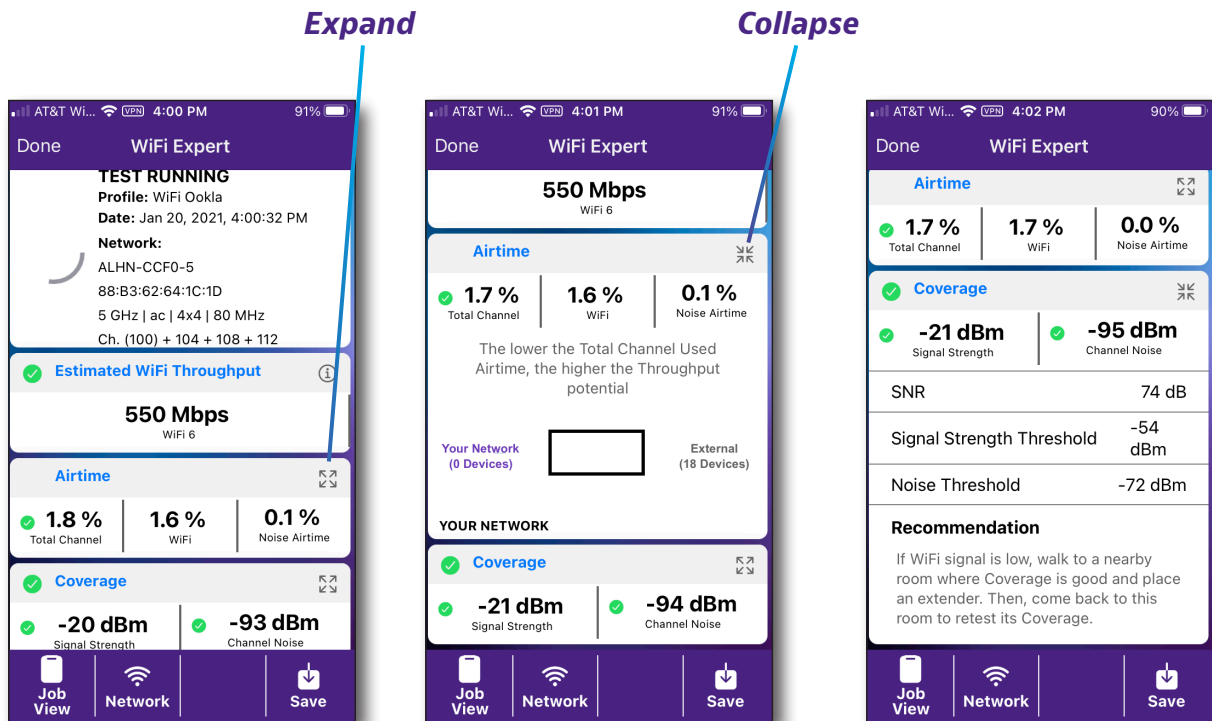 Expand
Collapse
AT&T Wi... VPN 4:00 PM 91%
Done WiFi Expert
TEST RUNNING
Profile: WiFi Ookla
Date: Jan 20, 2021, 4:00:32 PM
Network:
ALHN-CCF0-5
88:B3:62:64:1C:1D
5 GHz | ac | 4x4 | 80 MHz
Ch. (100) + 104 + 108 + 112
Estimated WiFi Throughput
550 Mbps
WiFi 6
Airtime
1.8 % 1.6 % 0.1 %
Total Channel WiFi Noise Airtime
Coverage
-20 dBm -93 dBm
Signal Strength Channel Noise
Job View Network Save
AT&T Wi... VPN 4:01 PM 91%
Done WiFi Expert
550 Mbps
WiFi 6
Airtime
1.7 % 1.6 % 0.1 %
Total Channel WiFi Noise Airtime
The lower the Total Channel Used
Airtime, the higher the Throughput
potential
Your Network External
(0 Devices) (18 Devices)
YOUR NETWORK
Coverage
-21 dBm -94 dBm
Signal Strength Channel Noise
Job View Network Save
AT&T Wi... VPN 4:02 PM 90%
Done WiFi Expert
Airtime
1.7 % 1.7 % 0.0 %
Total Channel WiFi Noise Airtime
Coverage
-21 dBm -95 dBm
Signal Strength Channel Noise
SNR 74 dB
Signal Strength Threshold -54 dBm
Noise Threshold -72 dBm
Recommendation
If WiFi signal is low, walk to a nearby
room where Coverage is good and place
an extender. Then, come back to this
room to retest its Coverage.
Job View Network Save